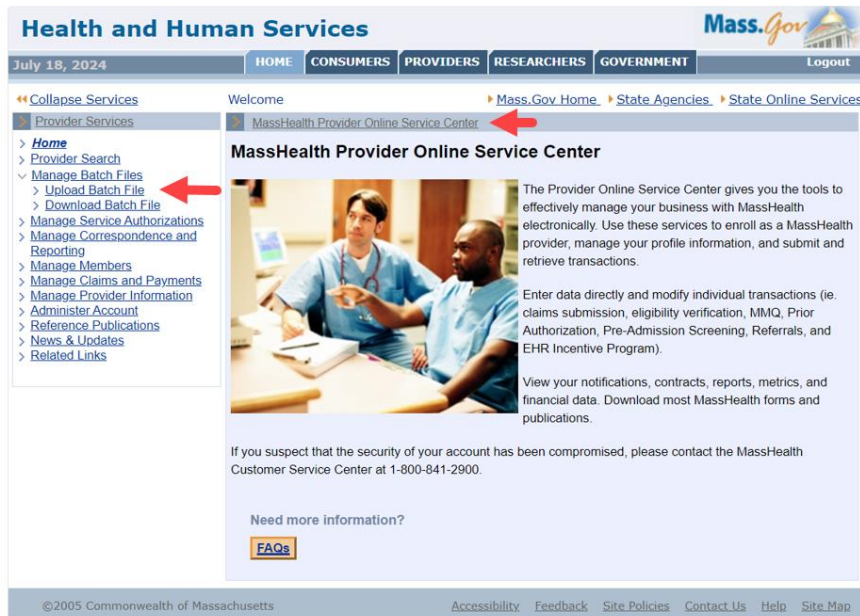 Health and Human Services
Mass.Gov
July 18, 2024
HOME CONSUMERS PROVIDERS RESEARCHERS GOVERNMENT Logout
Collapse Services
Welcome
Mass.Gov Home State Agencies State Online Services
Provider Services
Home
Provider Search
Manage Batch Files
Upload Batch File
Download Batch File
Manage Service Authorizations
Manage Correspondence and
Reporting
Manage Members
Manage Claims and Payments
Manage Provider Information
Administer Account
Reference Publications
News & Updates
Related Links
MassHealth Provider Online Service Center
MassHealth Provider Online Service Center
The Provider Online Service Center gives you the tools to
effectively manage your business with MassHealth
electronically. Use these services to enroll as a MassHealth
provider, manage your profile information, and submit and
retrieve transactions.
Enter data directly and modify individual transactions (ie.
claims submission, eligibility verification, MMQ, Prior
Authorization, Pre-Admission Screening, Referrals, and
EHR Incentive Program).
View your notifications, contracts, reports, metrics, and
financial data. Download most MassHealth forms and
publications.
If you suspect that the security of your account has been compromised, please contact the MassHealth
Customer Service Center at 1-800-841-2900.
Need more information?
FAQs
©2005 Commonwealth of Massachusetts
Accessibility Feedback Site Policies Contact Us Help Site Map